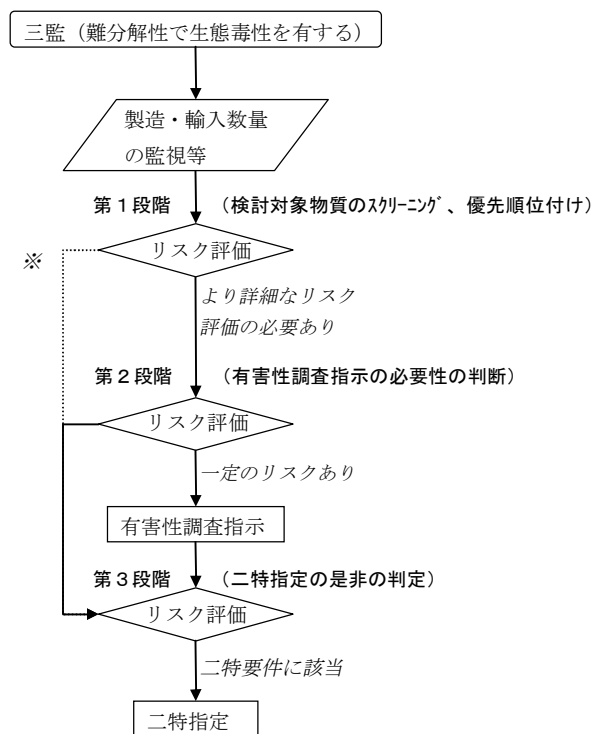 三監（難分解性で生態毒性を有する）
製造・輸入数量
の監視等
第１段階　（検討対象物質のｽｸﾘｰﾆﾝｸﾞ、優先順位付け）
※
リスク評価
より詳細なリスク
評価の必要あり
第２段階　（有害性調査指示の必要性の判断）
リスク評価
一定のリスクあり
有害性調査指示
第３段階　（二特指定の是非の判定）
リスク評価
二特要件に該当
二特指定